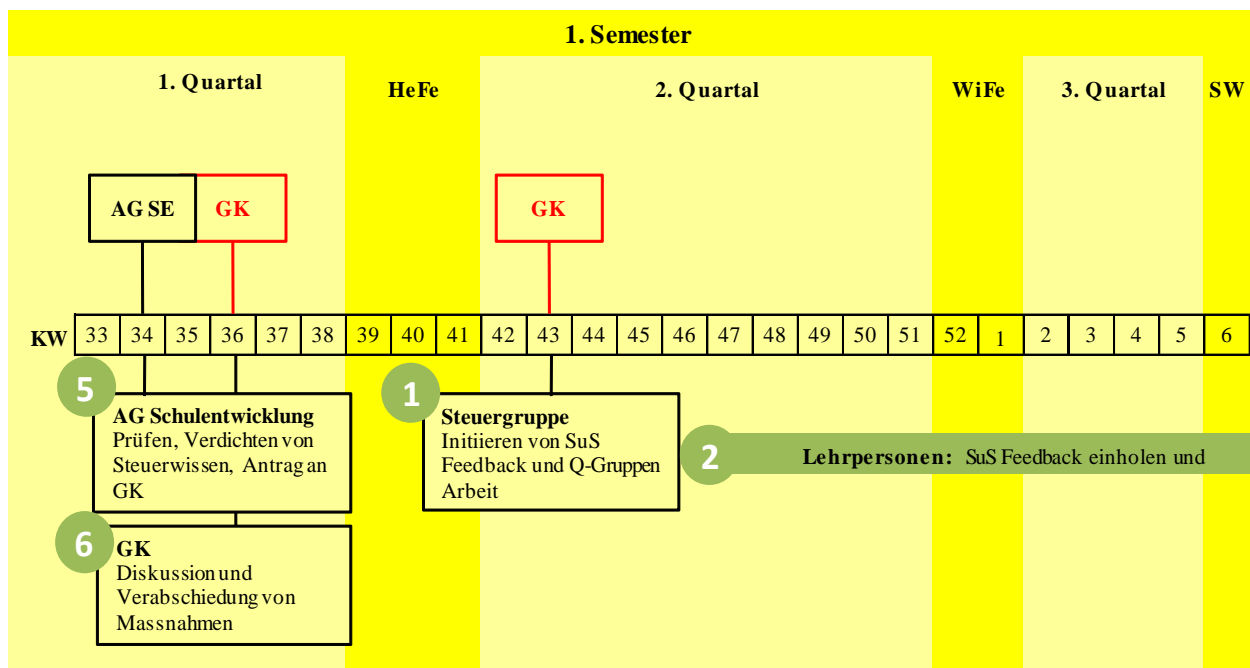 1. Semester
1. Quartal HeFe 2. Quartal WiFe 3. Quartal SW
AG SE GK GK
KW 33 34 35 36 37 38 39 40 41 42 43 44 45 46 47 48 49 50 51 52 1 2 3 4 5 6
5
AG Schulentwicklung
Prüfen, Verdichten von
Steuerwissen, Antrag an
GK
6
GK
Diskussion und
Verabschiedung von
Massnahmen
1
Steuergruppe
Initiieren von SuS
Feedback und Q-Gruppen
Arbeit
2
Lehrpersonen: SuS Feedback einholen und